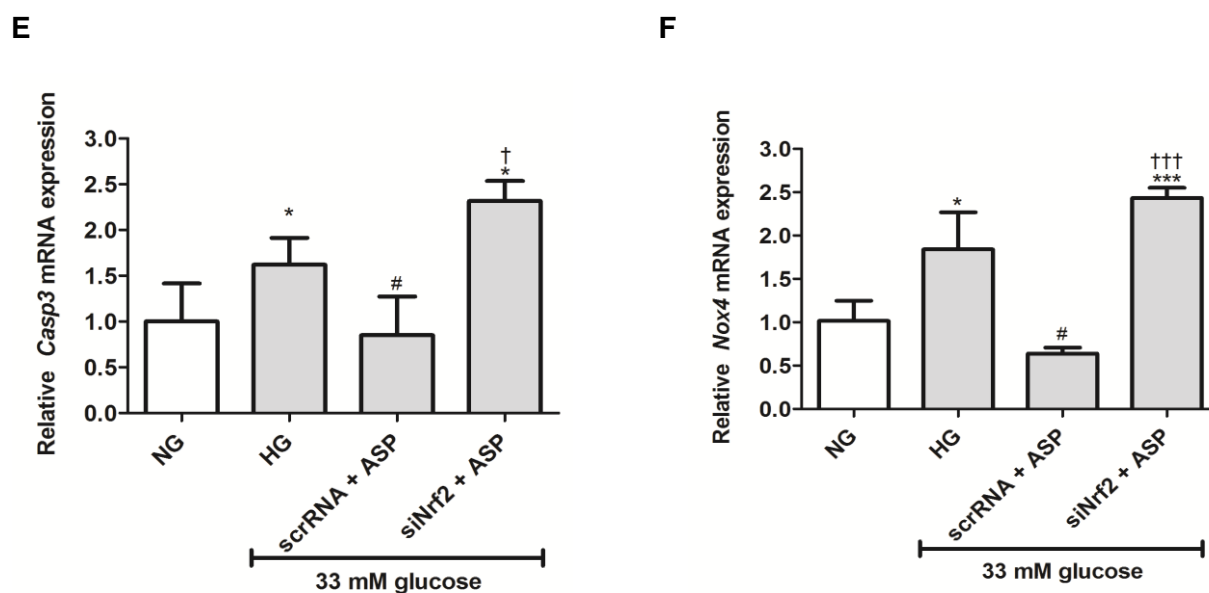 E
Relative Casp3 mRNA expression
3.0
2.5
2.0
1.5
1.0
0.5
0.0
*
#
†
*
NG
HG
scrRNA + ASP
siNrf2 + ASP
33 mM glucose
F
Relative Nox4 mRNA expression
3.0
2.5
2.0
1.5
1.0
0.5
0.0
*
#
†††
***
NG
HG
scrRNA + ASP
siNrf2 + ASP
33 mM glucose